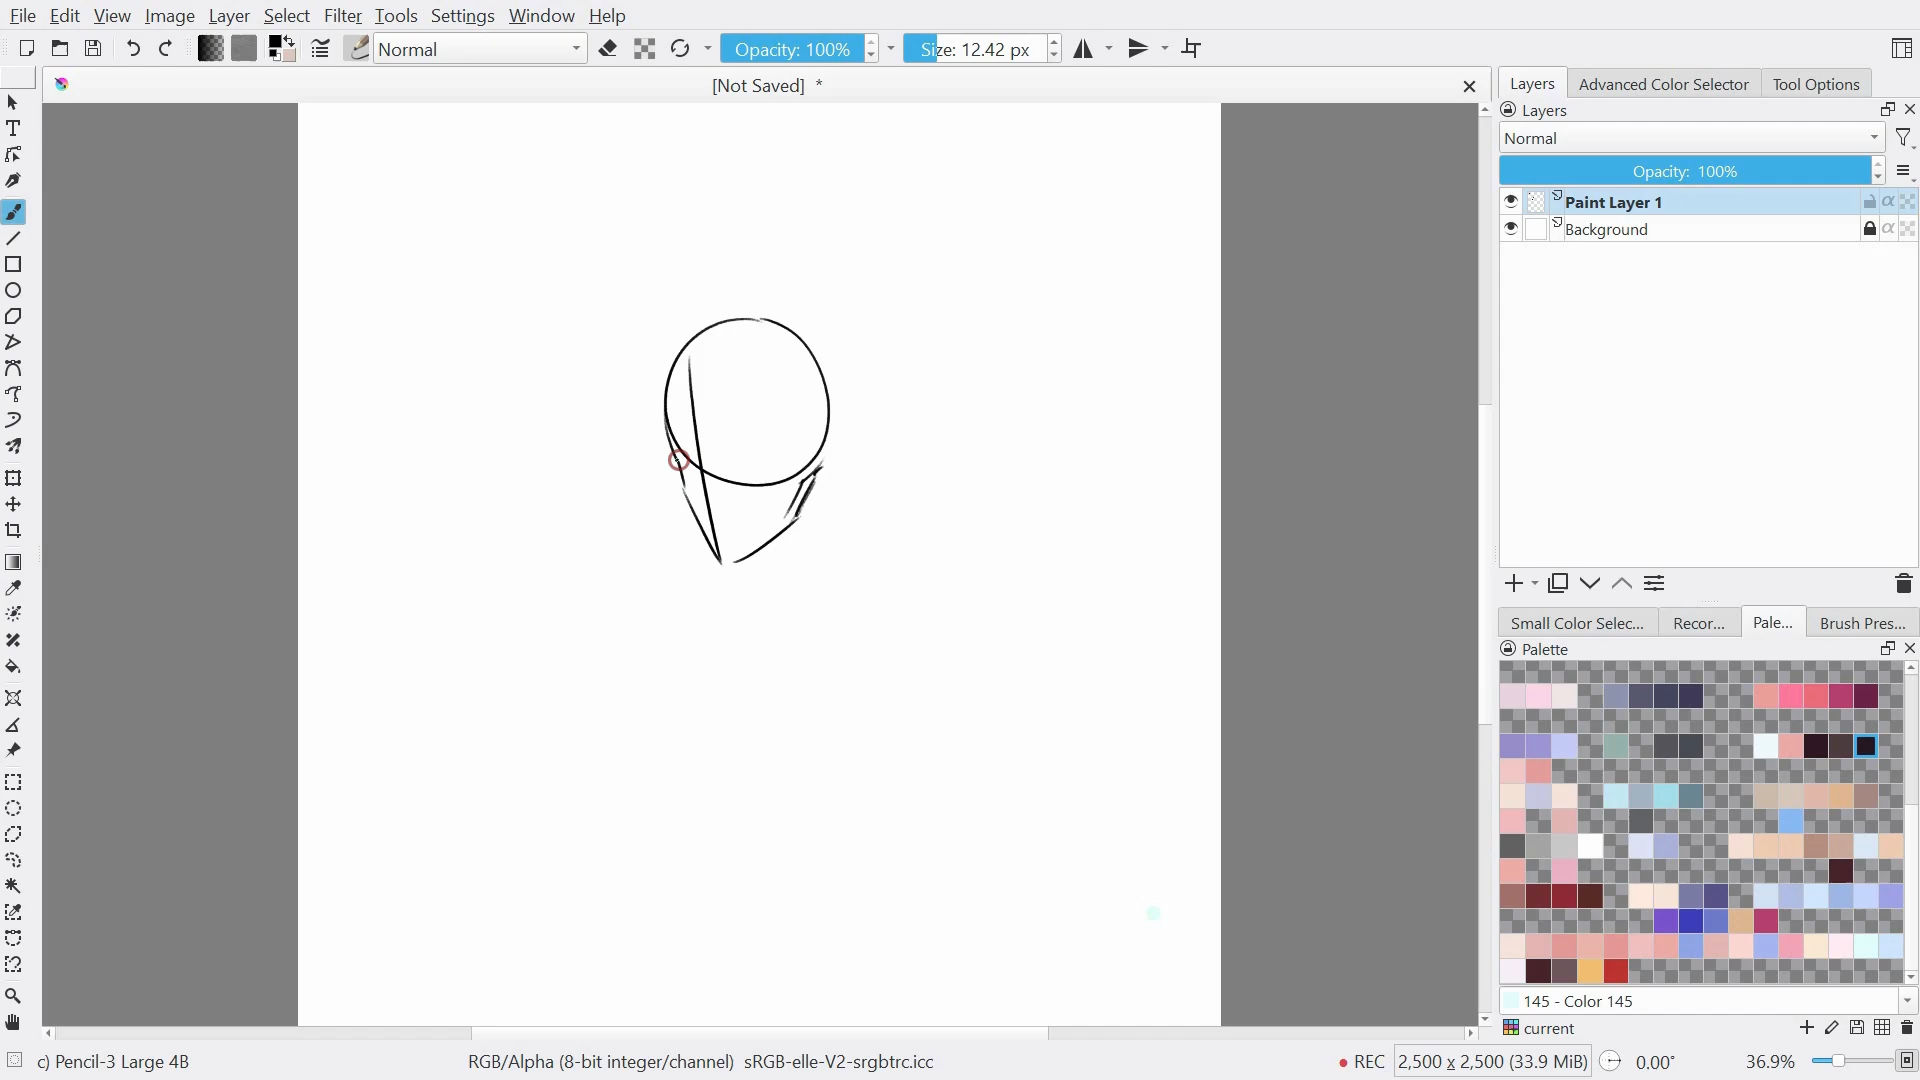 File Edit View Image Layer Select Filter Tools Settings Window Help
Normal Opacity: 100% Size: 12.42 px
[Not Saved] *
Layers Advanced Color Selector Tool Options
Layers
Normal
Opacity: 100%
Paint Layer 1
Background
Small Color Selec... Recor... Pale... Brush Pres...
Palette
145 - Color 145
current
c) Pencil-3 Large 4B RGB/Alpha (8-bit integer/channel) sRGB-elle-V2-srgbtrc.icc REC 2,500 x 2,500 (33.9 MiB) 0.00° 36.9%